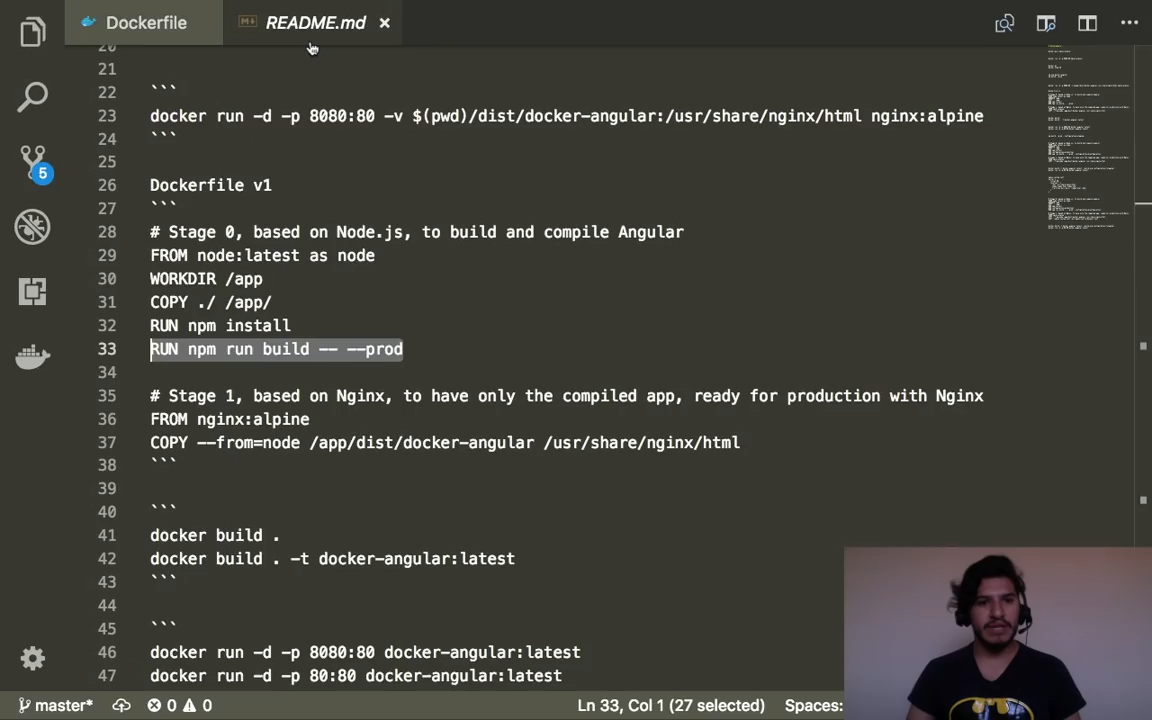 Dockerfile
README.md
20
21
22 ```
23 docker run -d -p 8080:80 -v $(pwd)/dist/docker-angular:/usr/share/nginx/html nginx:alpine
24 ```
25
26 Dockerfile v1
27 ```
28 # Stage 0, based on Node.js, to build and compile Angular
29 FROM node:latest as node
30 WORKDIR /app
31 COPY ./ /app/
32 RUN npm install
33 RUN npm run build -- --prod
34
35 # Stage 1, based on Nginx, to have only the compiled app, ready for production with Nginx
36 FROM nginx:alpine
37 COPY --from=node /app/dist/docker-angular /usr/share/nginx/html
38 ```
39
40 ```
41 docker build .
42 docker build . -t docker-angular:latest
43 ```
44
45 ```
46 docker run -d -p 8080:80 docker-angular:latest
47 docker run -d -p 80:80 docker-angular:latest
5
master* 0 0 Ln 33, Col 1 (27 selected) Spaces: